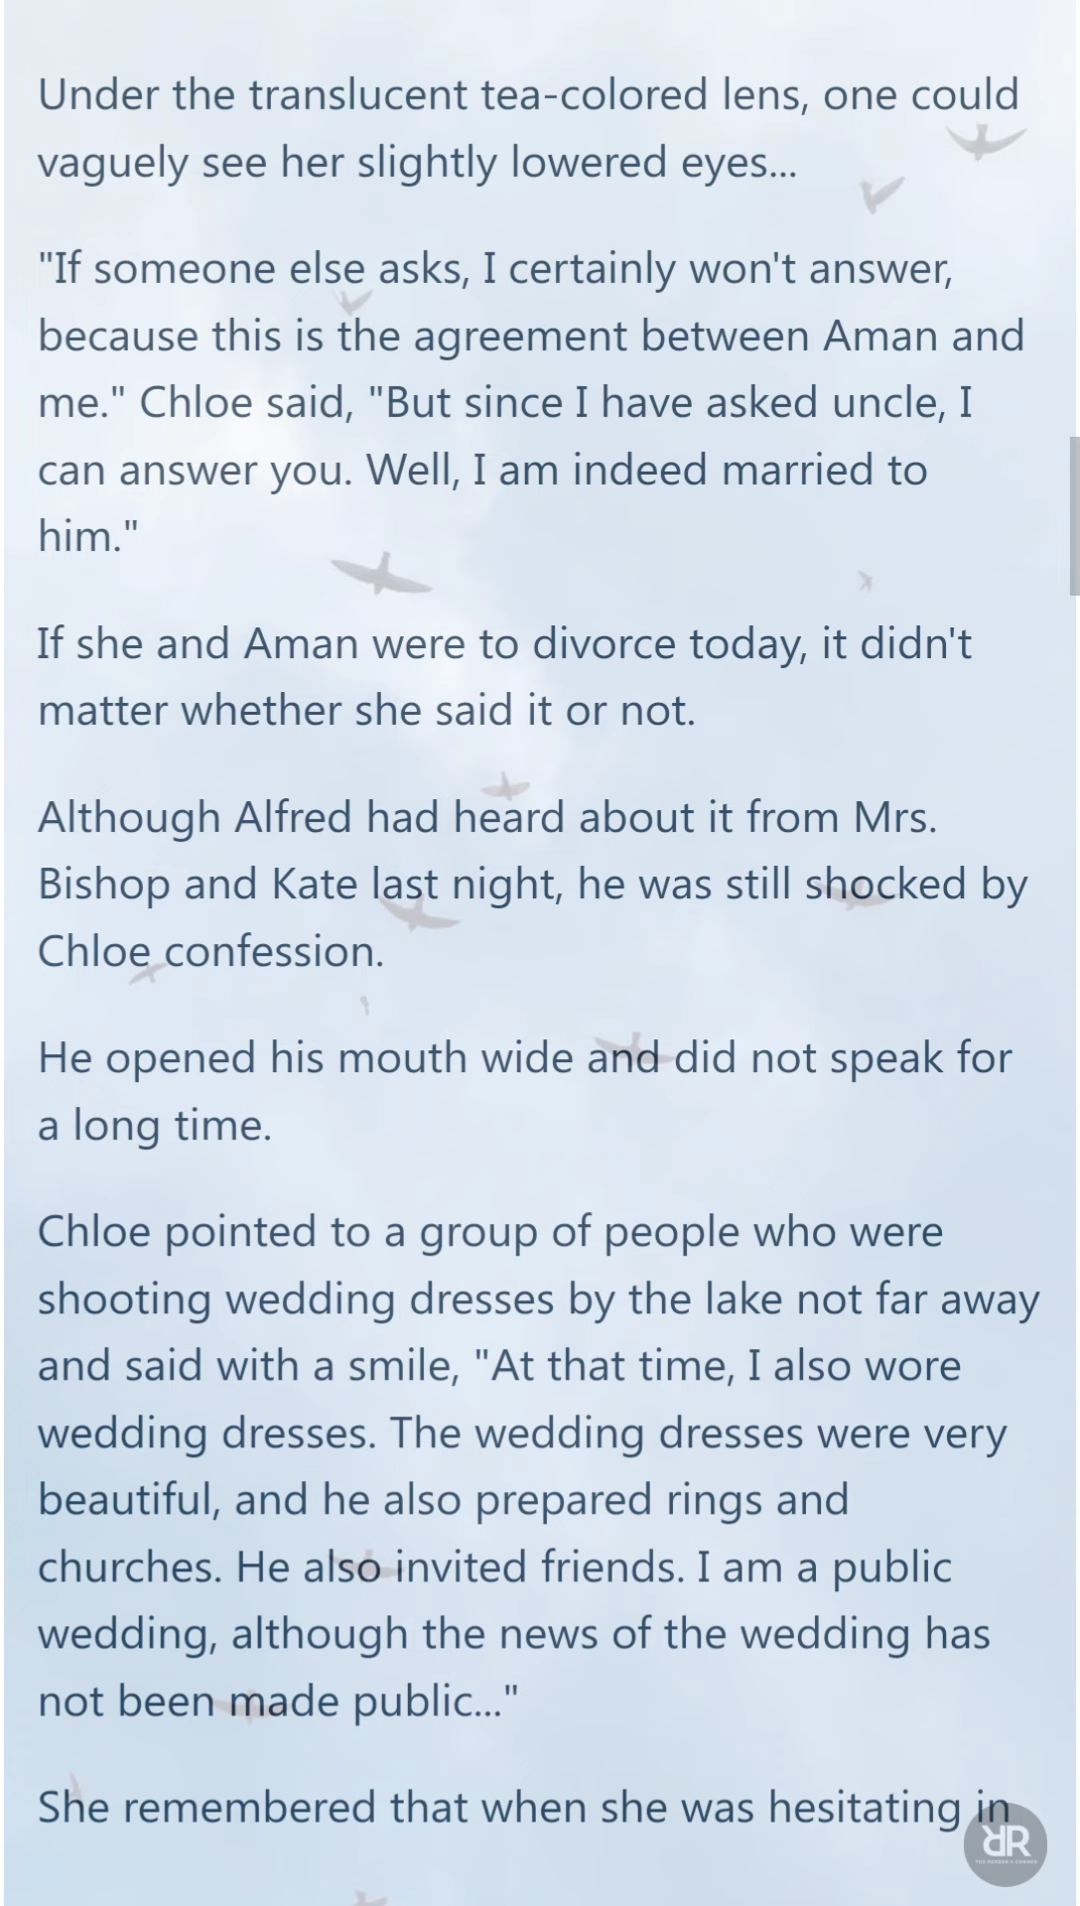 Under the translucent tea-colored lens, one could
vaguely see her slightly lowered eyes...
"If someone else asks, I certainly won't answer,
because this is the agreement between Aman and
me." Chloe said, "But since I have asked uncle, I
can answer you. Well, I am indeed married to
him."
If she and Aman were to divorce today, it didn't
matter whether she said it or not.
Although Alfred had heard about it from Mrs.
Bishop and Kate last night, he was still shocked by
Chloe confession.
He opened his mouth wide and did not speak for
a long time.
Chloe pointed to a group of people who were
shooting wedding dresses by the lake not far away
and said with a smile, "At that time, I also wore
wedding dresses. The wedding dresses were very
beautiful, and he also prepared rings and
churches. He also invited friends. I am a public
wedding, although the news of the wedding has
not been made public..."
She remembered that when she was hesitating in
RR
THE READER'S CORNER